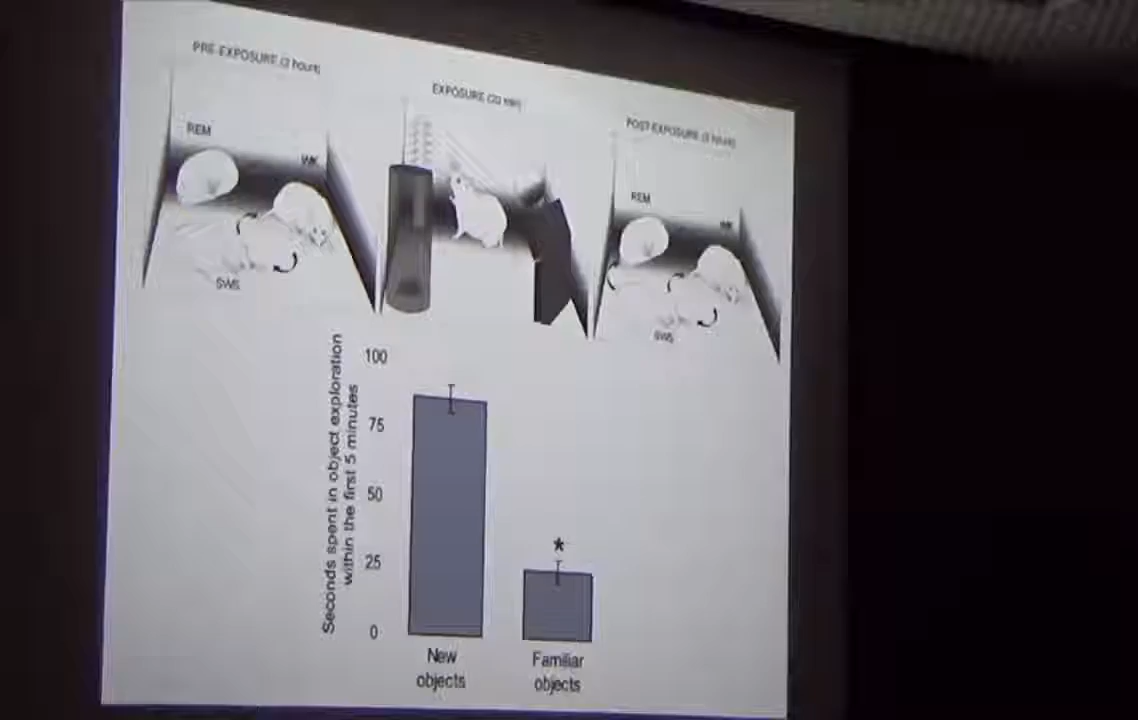 PRE-EXPOSURE (3 hours)
EXPOSURE (20 min)
POST-EXPOSURE (3 hours)
REM
WK
SWS
REM
WK
SWS
Seconds spent in object exploration
within the first 5 minutes
100
75
50
25
0
*
New
objects
Familiar
objects